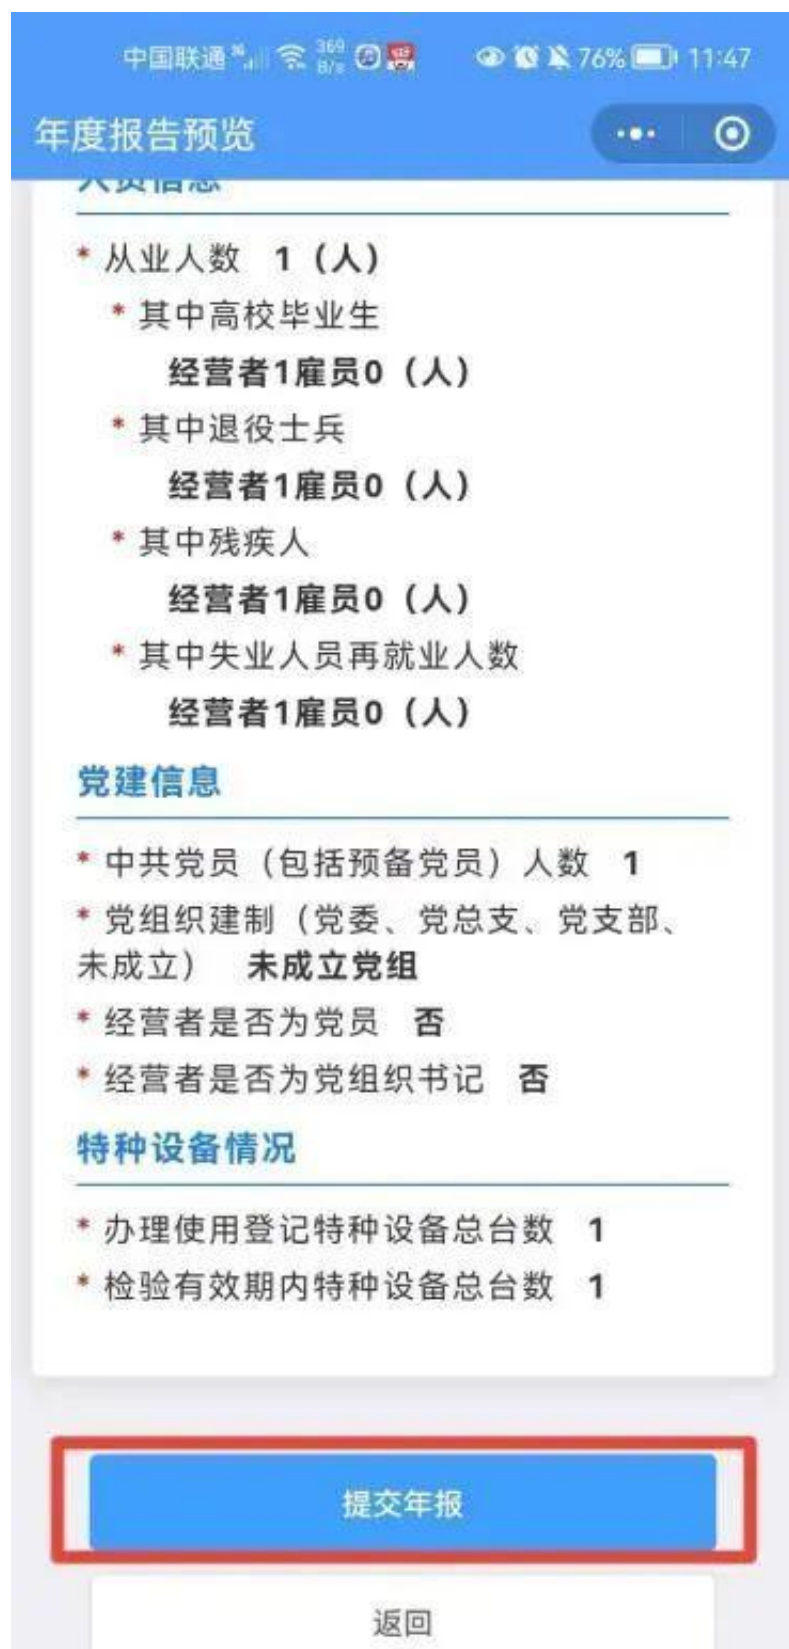 中国联通 369 B/s 76% 11:47
年度报告预览
人员信息
* 从业人数 1（人）
* 其中高校毕业生
经营者1雇员0（人）
* 其中退役士兵
经营者1雇员0（人）
* 其中残疾人
经营者1雇员0（人）
* 其中失业人员再就业人数
经营者1雇员0（人）
党建信息
* 中共党员（包括预备党员）人数 1
* 党组织建制（党委、党总支、党支部、
未成立） 未成立党组
* 经营者是否为党员 否
* 经营者是否为党组织书记 否
特种设备情况
* 办理使用登记特种设备总台数 1
* 检验有效期内特种设备总台数 1
提交年报
返回